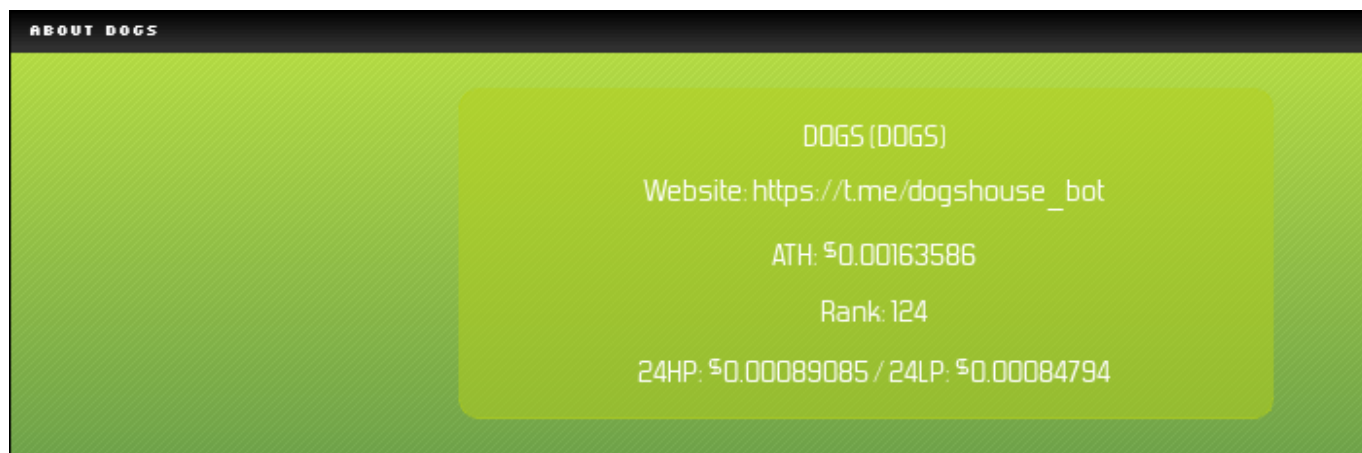 ABOUT DOGS
DOGS (DOGS)
Website: https://t.me/dogshouse_bot
ATH: $0.00163586
Rank: 124
24HP: $0.00089085 / 24LP: $0.00084794